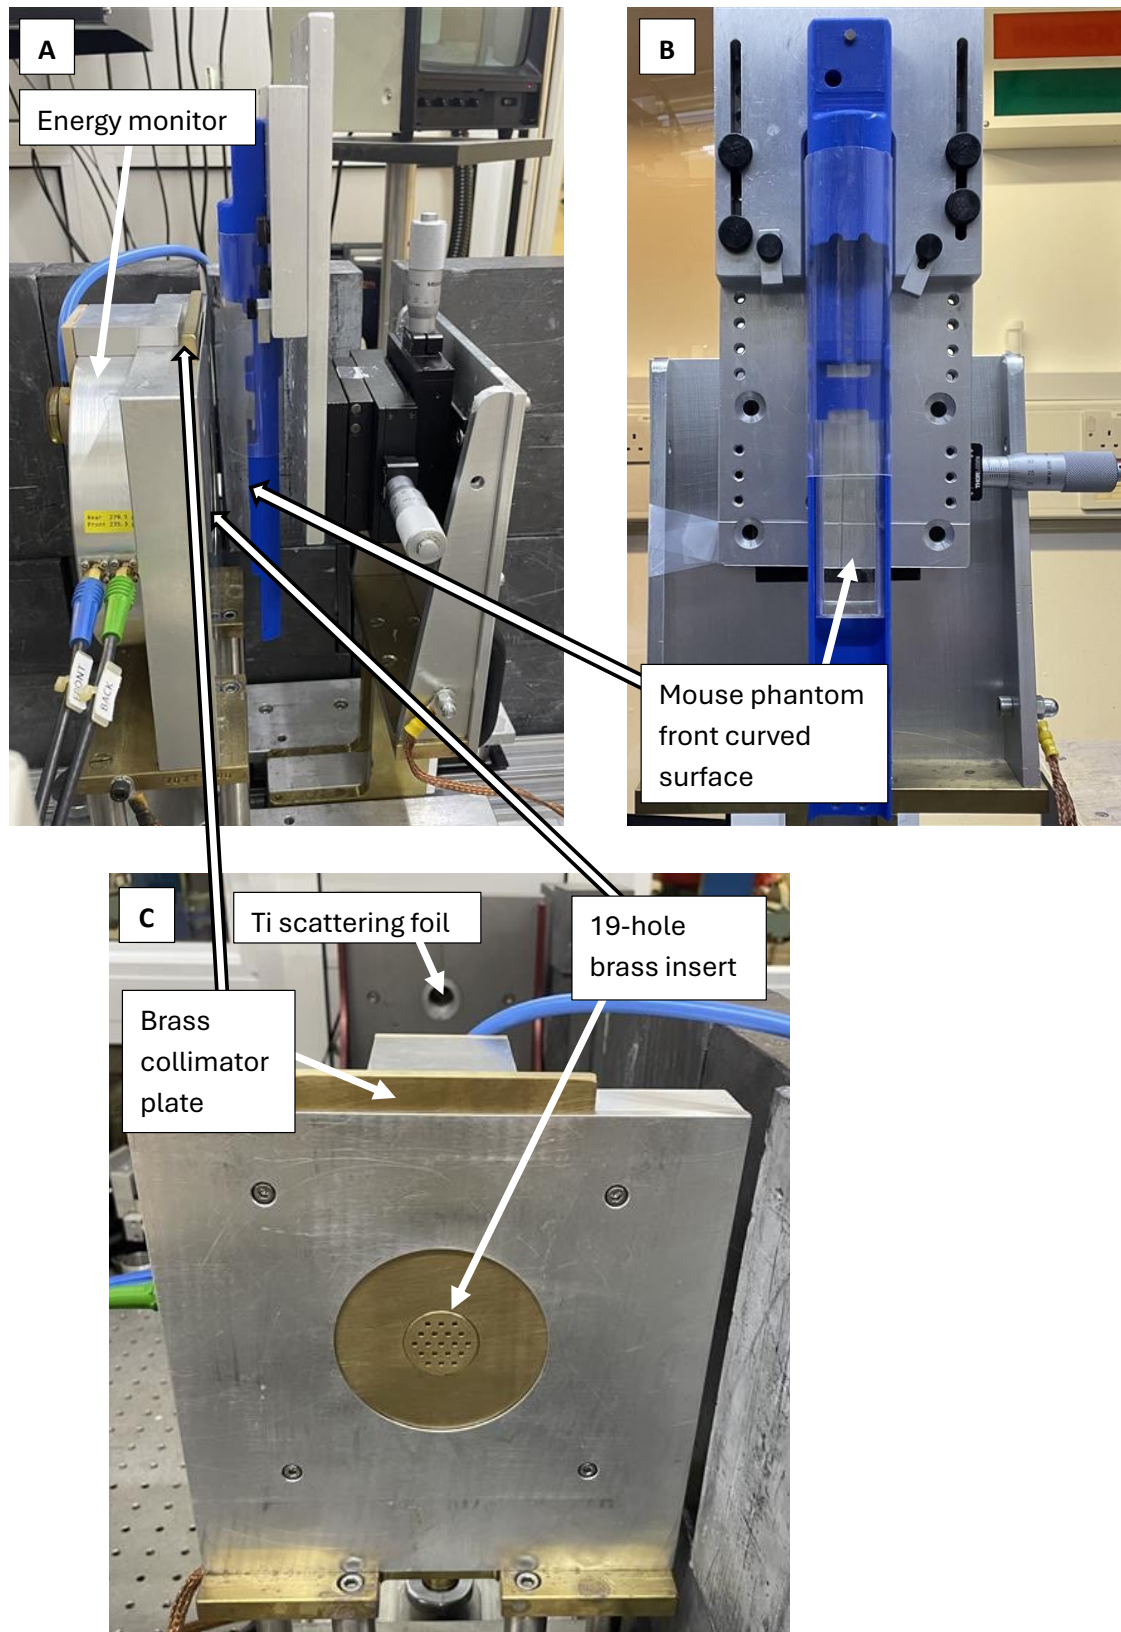 A
Energy monitor
B
FRONT
BACK
Mouse phantom
front curved
surface
C
Ti scattering foil
19-hole
brass insert
Brass
collimator
plate